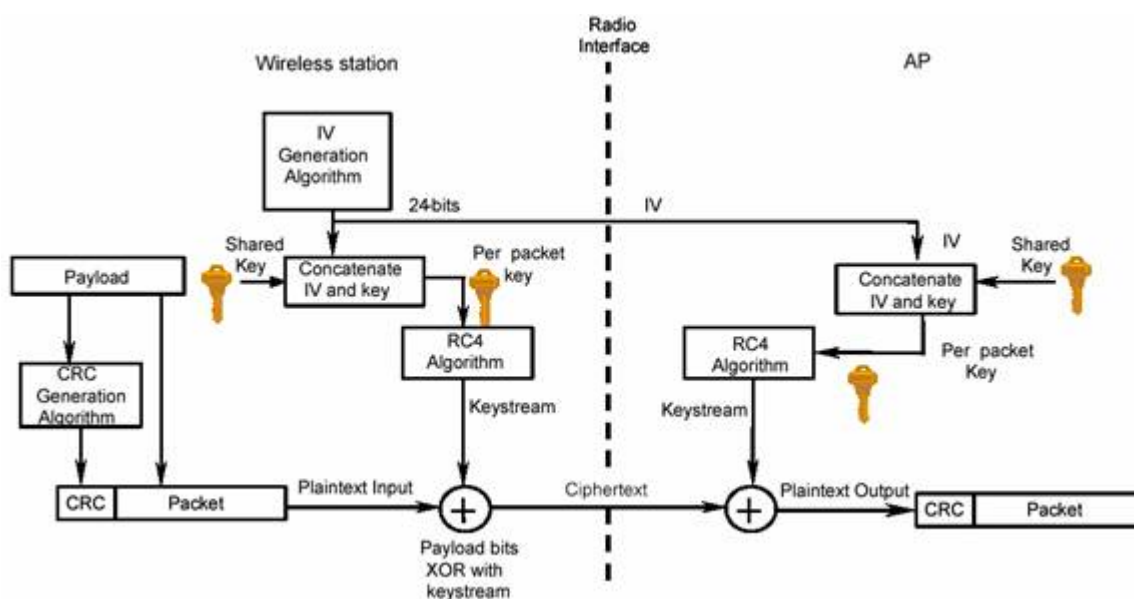 Radio
Interface
Wireless station
AP
IV
Generation
Algorithm
24-bits
IV
IV
Shared
Key
Per packet
key
Shared
Key
Payload
Concatenate
IV and key
Concatenate
IV and key
RC4
Algorithm
RC4
Algorithm
Per packet
Key
CRC
Generation
Algorithm
Keystream
Keystream
CRC
Packet
Plaintext Input
Ciphertext
Plaintext Output
CRC
Packet
Payload bits
XOR with
keystream